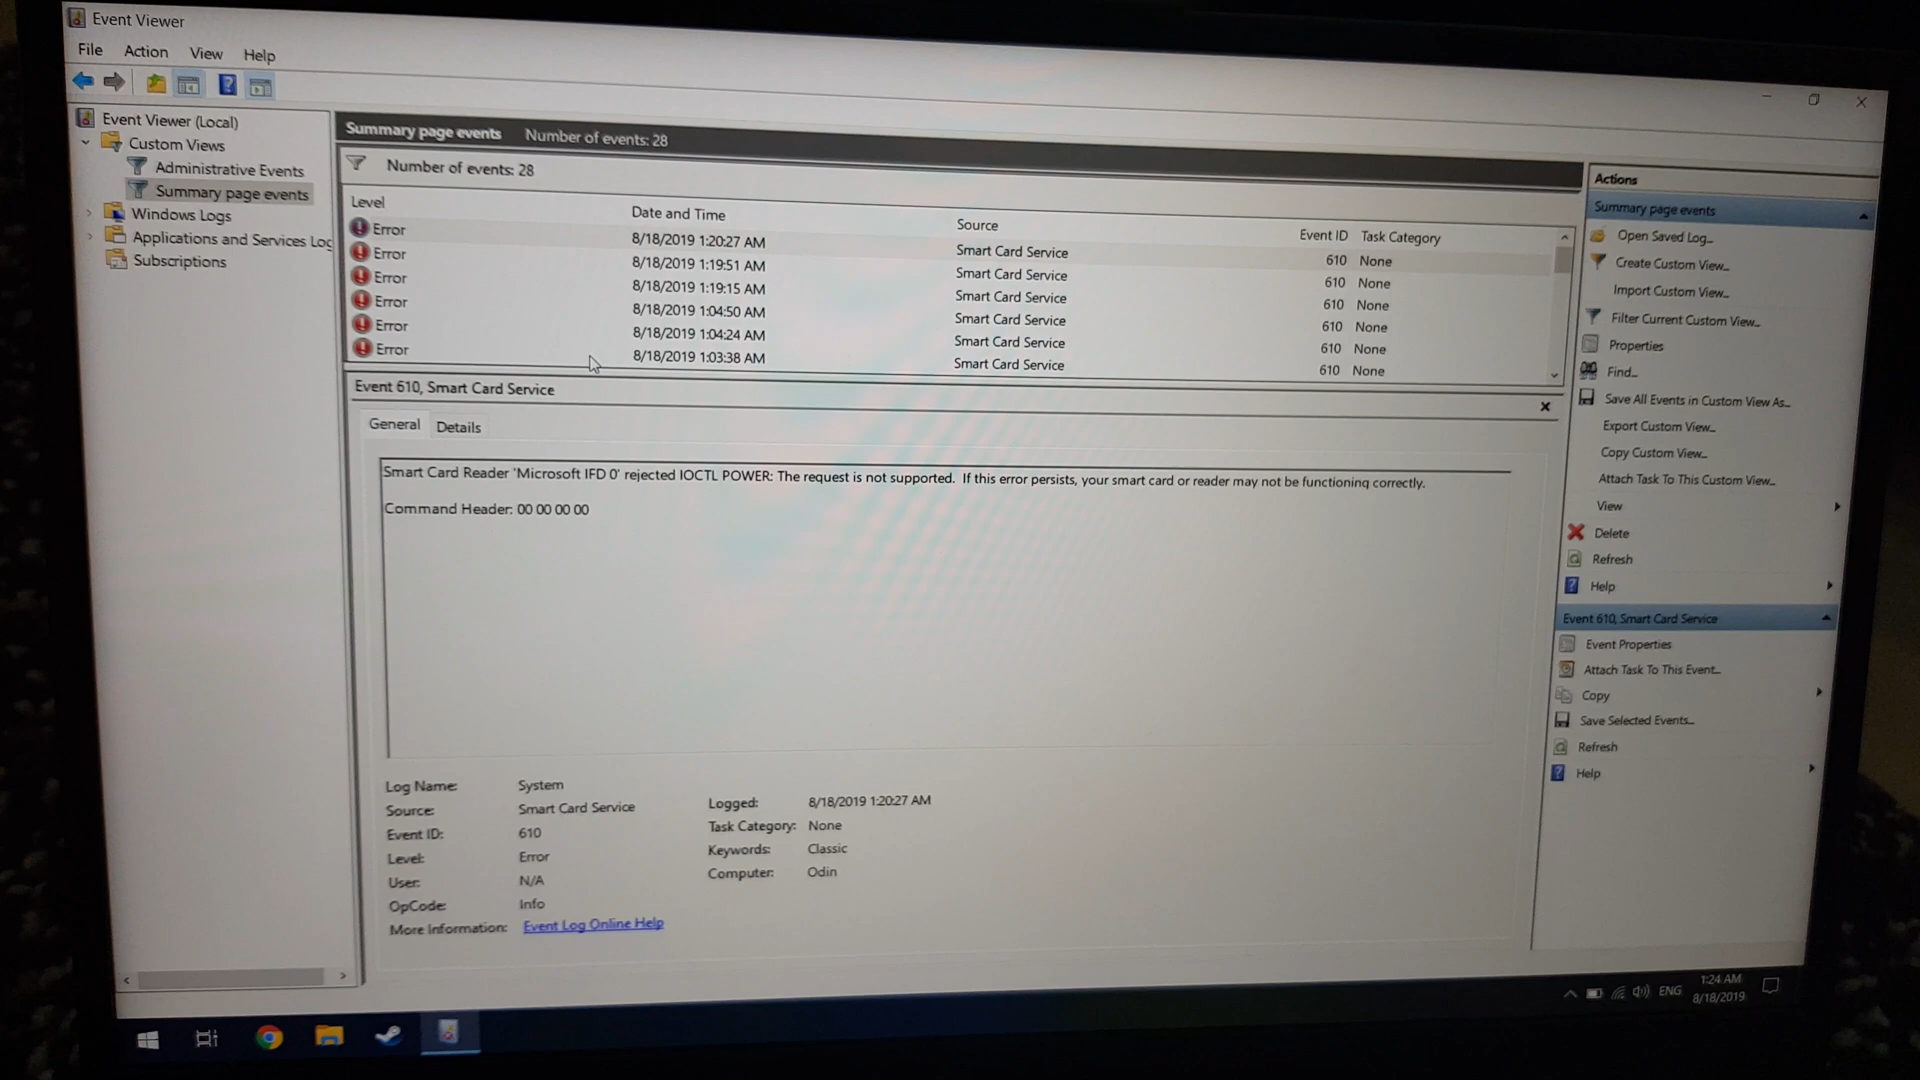 Event Viewer
File Action View Help
Event Viewer (Local)
Custom Views
Administrative Events
Summary page events
Windows Logs
Applications and Services Log
Subscriptions
Summary page events Number of events: 28
Number of events: 28
Level Date and Time Source Event ID Task Category
Error 8/18/2019 1:20:27 AM Smart Card Service 610 None
Error 8/18/2019 1:19:51 AM Smart Card Service 610 None
Error 8/18/2019 1:19:15 AM Smart Card Service 610 None
Error 8/18/2019 1:04:50 AM Smart Card Service 610 None
Error 8/18/2019 1:04:24 AM Smart Card Service 610 None
Error 8/18/2019 1:03:38 AM Smart Card Service 610 None
Event 610, Smart Card Service
General Details
Smart Card Reader 'Microsoft IFD 0' rejected IOCTL POWER: The request is not supported. If this error persists, your smart card or reader may not be functioning correctly.
Command Header: 00 00 00 00
Log Name: System
Source: Smart Card Service Logged: 8/18/2019 1:20:27 AM
Event ID: 610 Task Category: None
Level: Error Keywords: Classic
User: N/A Computer: Odin
OpCode: Info
More Information: Event Log Online Help
Actions
Summary page events
Open Saved Log...
Create Custom View...
Import Custom View...
Filter Current Custom View...
Properties
Find...
Save All Events in Custom View As...
Export Custom View...
Copy Custom View...
Attach Task To This Custom View...
View
Delete
Refresh
Help
Event 610, Smart Card Service
Event Properties
Attach Task To This Event...
Copy
Save Selected Events...
Refresh
Help
ENG
1:24 AM
8/18/2019